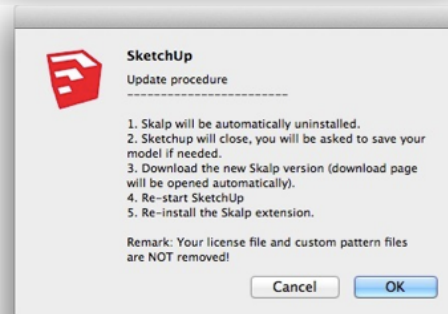 SketchUp
Update procedure
------------------------
1. Skalp will be automatically uninstalled.
2. Sketchup will close, you will be asked to save your
model if needed.
3. Download the new Skalp version (download page
will be opened automatically).
4. Re-start SketchUp
5. Re-install the Skalp extension.
Remark: Your license file and custom pattern files
are NOT removed!
Cancel
OK